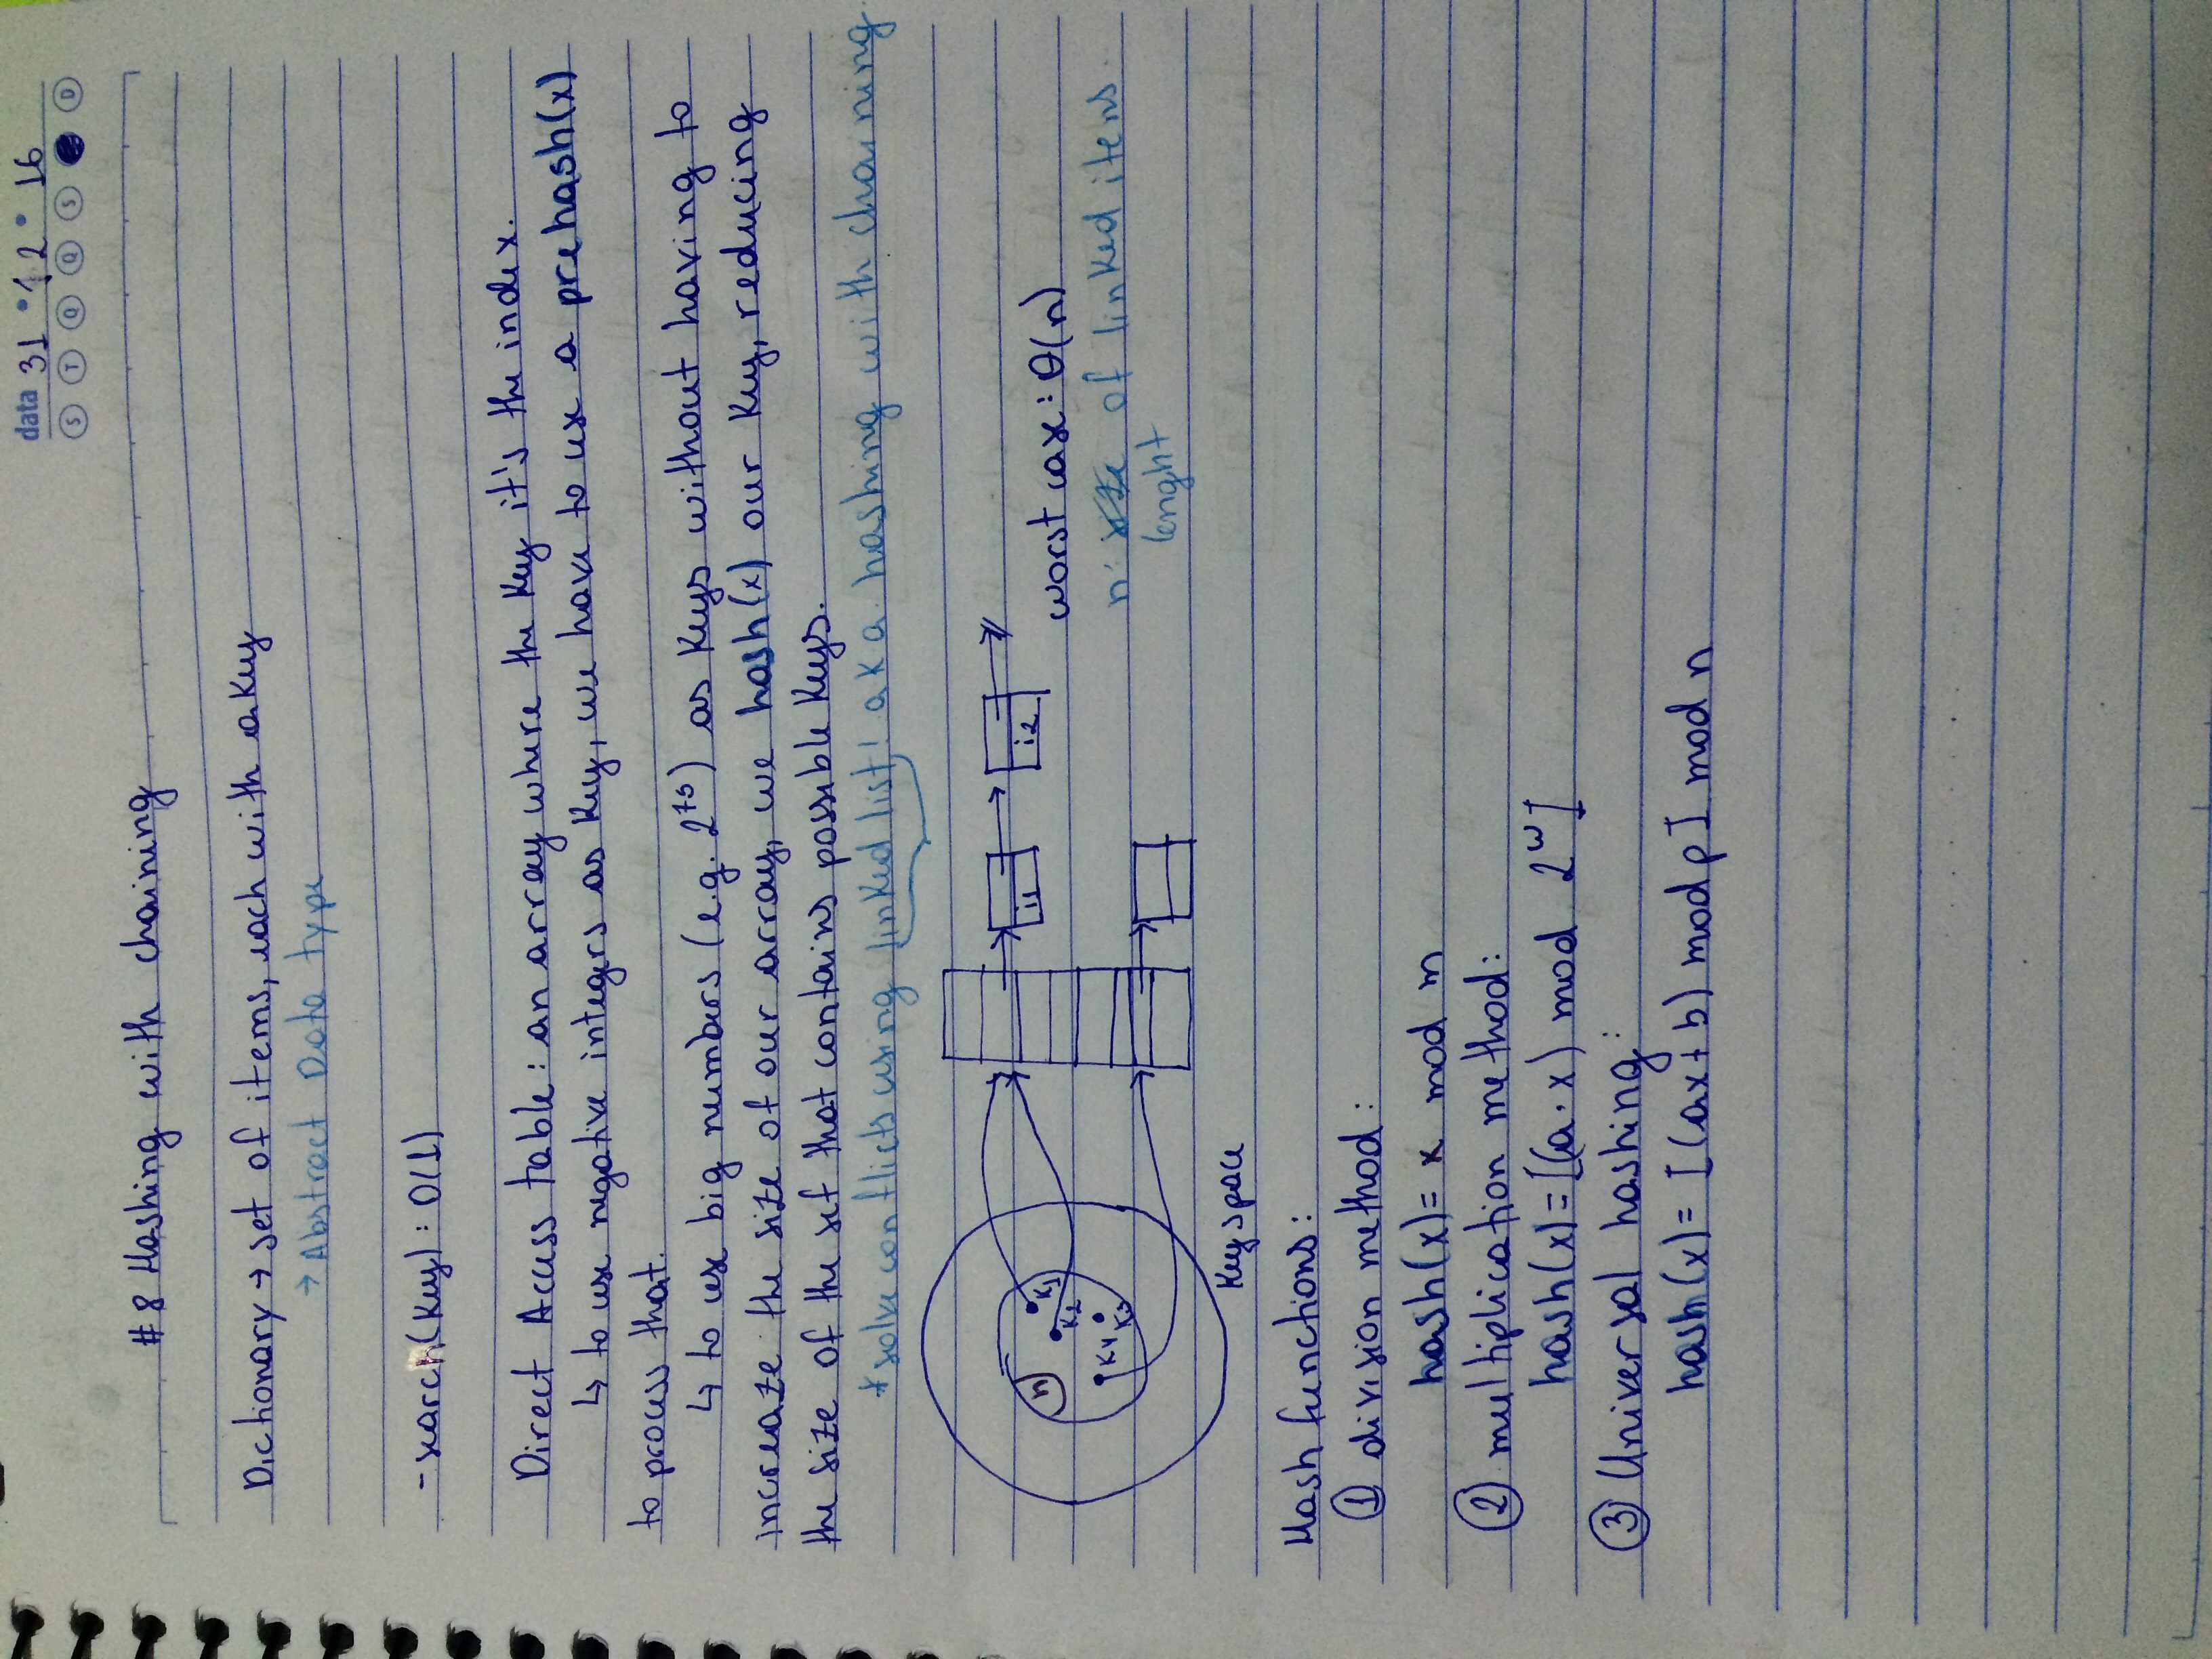 data 31 12 16
S T Q Q S D
#8 Hashing with chaining
Dictionary → set of items, each with a Key
→ Abstract Data type
- search(Key) : O(1)
Direct Access table : an array where the Key it's the index.
↳ to use negative integers as Key, we have to use a prehash(x)
to process that.
↳ to use big numbers (e.g. 2^75) as Keys without having to
increaze the size of our array, we hash(x) our Key, reducing
the size of the set that contains possible Keys.
*solve conflicts using linked list! a K a. hashing with chaining
n K1
K2
K4 K3
i1 i2
worst case : Θ(n)
n: size of linked itens.
lenght
Key space
Hash functions:
① division method :
hash(x) = x mod m
② multiplication method:
hash(x) = [(a · x) mod 2^w]
③ Universal hashing :
hash(x) = [(ax + b) mod p] mod n